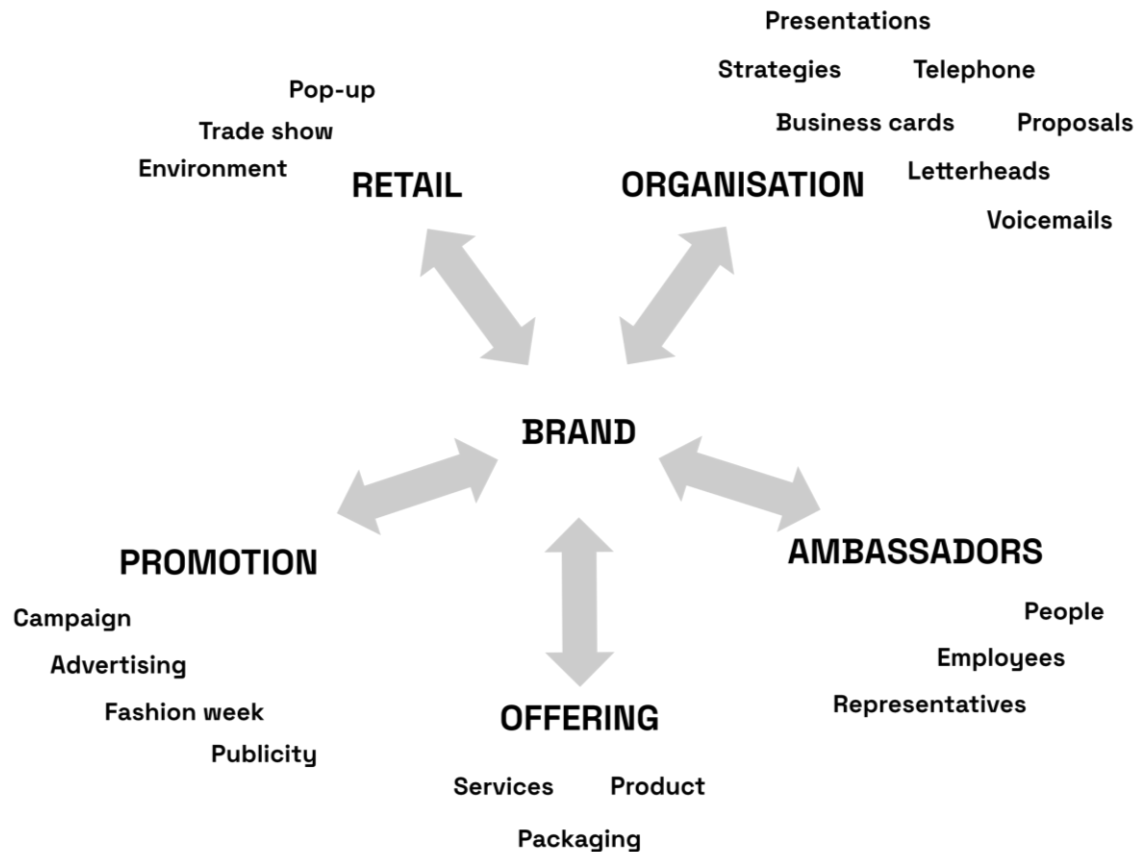 Presentations
Strategies
Telephone
Pop-up
Business cards
Proposals
Trade show
Environment
Letterheads
RETAIL
ORGANISATION
Voicemails
BRAND
PROMOTION
AMBASSADORS
Campaign
People
Advertising
Employees
Fashion week
Representatives
OFFERING
Publicity
Services
Product
Packaging